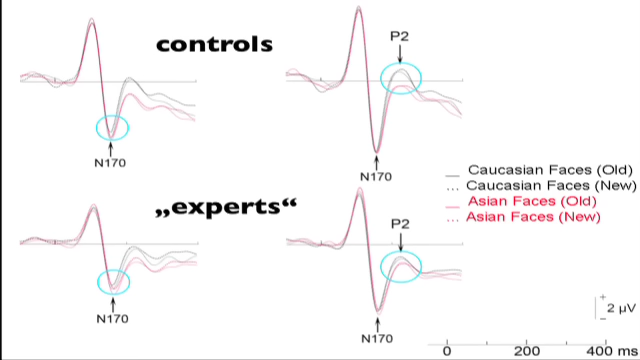 controls
P2
N170
N170
Caucasian Faces (Old)
Caucasian Faces (New)
Asian Faces (Old)
Asian Faces (New)
„experts“
P2
N170
N170
+
2 µV
−
0 200 400 ms